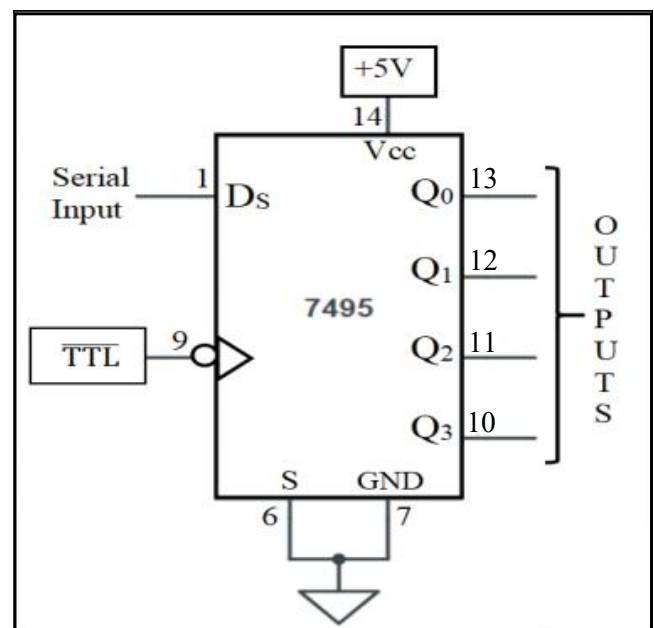 +5V
14
Vcc
Serial
Input
1
DS
Q0
13
Q1
12
7495
TTL
9
Q2
11
Q3
10
S
GND
6
7
OUTPUTS